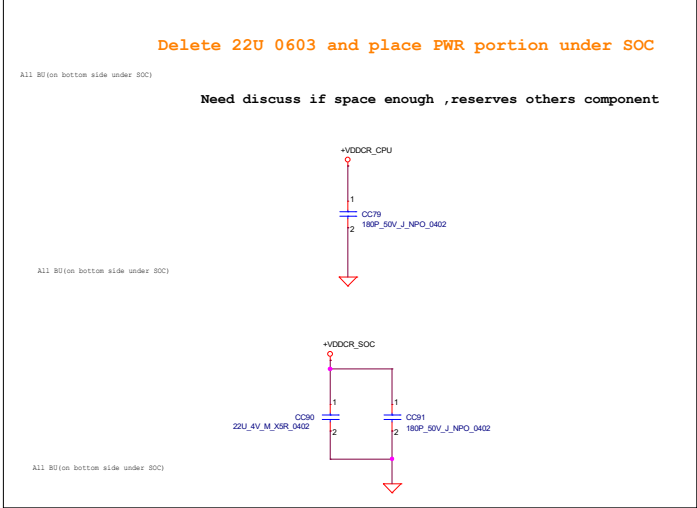 Delete 22U 0603 and place PWR portion under SOC
All BU(on bottom side under SOC)
Need discuss if space enough ,reserves others component
+VDDCR_CPU
1
CC79
180P_50V_J_NPO_0402
2
All BU(on bottom side under SOC)
+VDDCR_SOC
1
1
CC90
CC91
22U_4V_M_X5R_0402
180P_50V_J_NPO_0402
2
2
All BU(on bottom side under SOC)